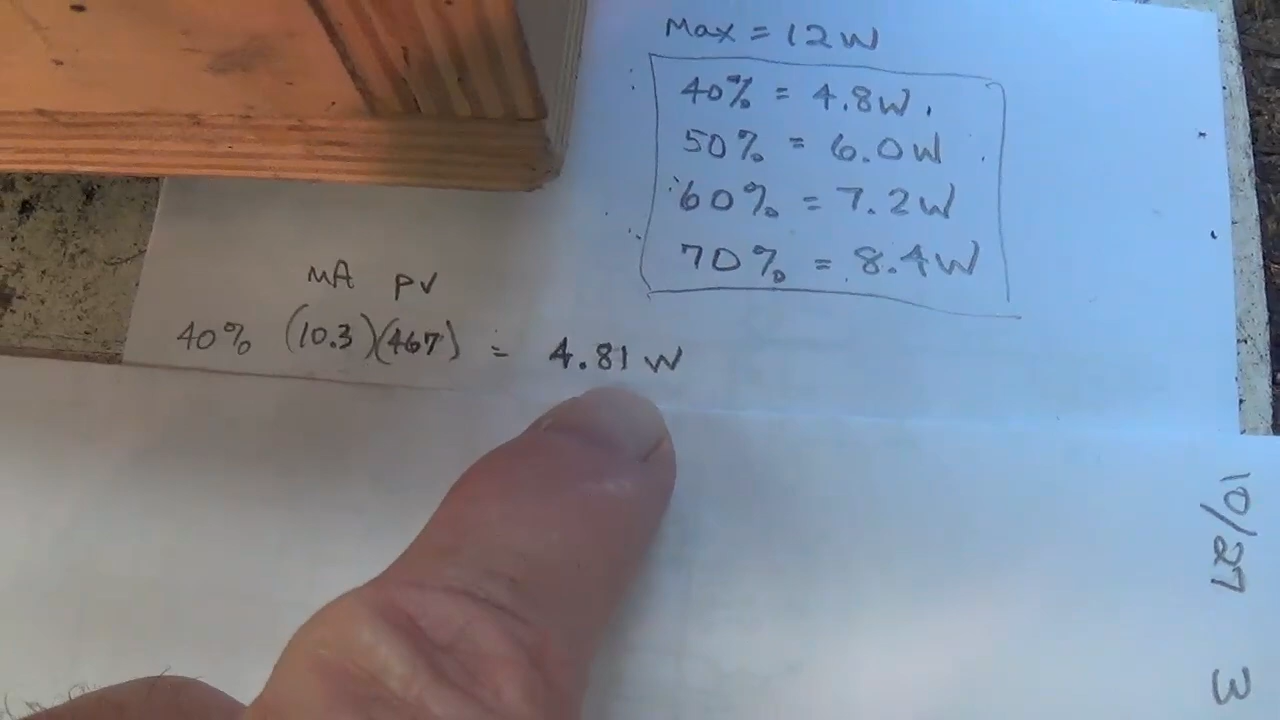 Max = 12W
40% = 4.8W.
50% = 6.0W
60% = 7.2W
70% = 8.4W
MA PV
40% (10.3)(467) = 4.81 W
10/27 3